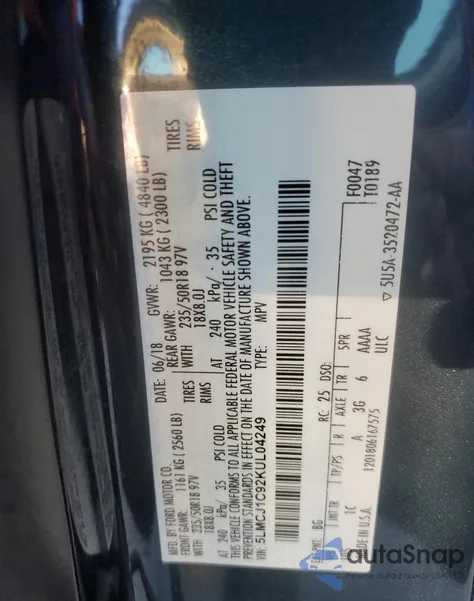 MFD. BY FORD MOTOR CO.
DATE: 06/18 GVWR: 2195 KG ( 4840 LB)
FRONT GAWR: 1161 KG ( 2560 LB) REAR GAWR: 1043 KG ( 2300 LB)
WITH 235/50R18 97V TIRES WITH 235/50R18 97V TIRES
18X8.0J RIMS 18X8.0J RIMS
AT 240 kPa/ 35 PSI COLD AT 240 kPa/ 35 PSI COLD
THIS VEHICLE CONFORMS TO ALL APPLICABLE FEDERAL MOTOR VEHICLE SAFETY AND THEFT
PREVENTION STANDARDS IN EFFECT ON THE DATE OF MANUFACTURE SHOWN ABOVE.
VIN: 5LMCJ1C92KUL04249 TYPE: MPV
F0047
T0189
EXT PNT: BG RC: 25 DSO:
INT TR TP/PS R AXLE TR SPR
1C A 3G 6 AAAA
ULC
MADE IN U.S.A. 1201806167575 5U5A-3520472-AA
autoSnap